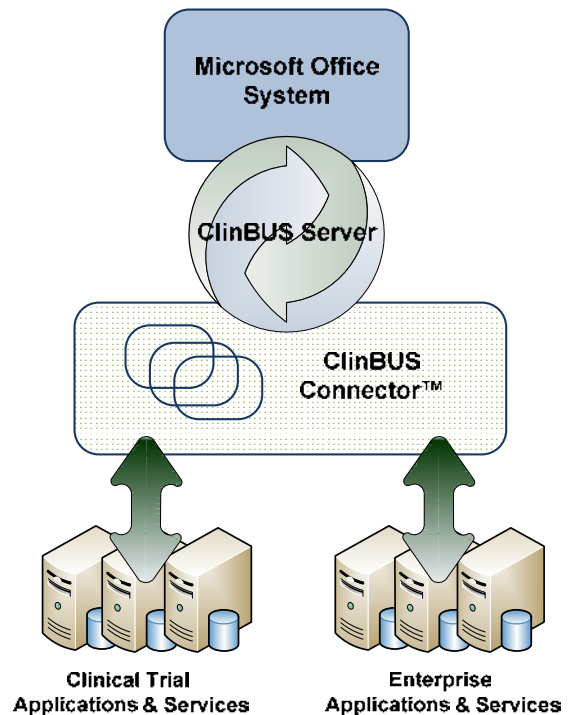 Microsoft Office
System
ClinBUS Server
ClinBUS
Connector™
Clinical Trial
Applications & Services
Enterprise
Applications & Services